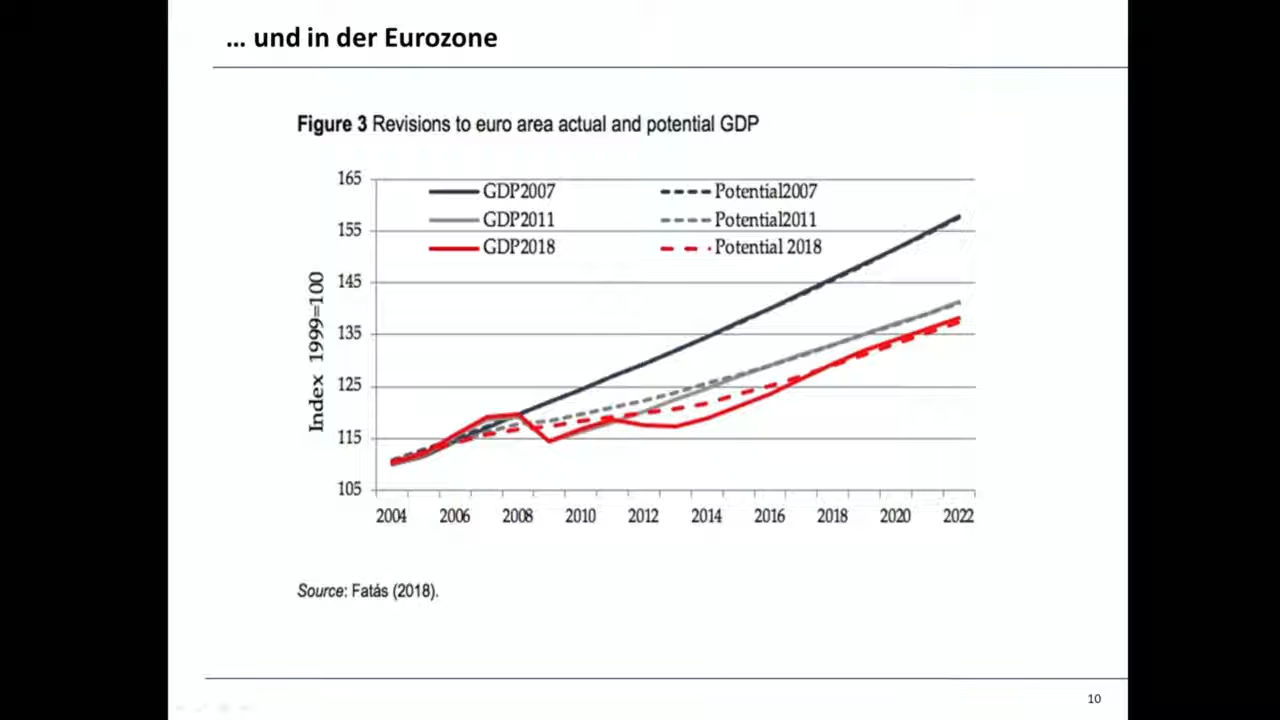 ... und in der Eurozone
Figure 3 Revisions to euro area actual and potential GDP
165
155
145
135
125
115
105
Index 1999=100
GDP2007
Potential2007
GDP2011
Potential2011
GDP2018
Potential 2018
2004 2006 2008 2010 2012 2014 2016 2018 2020 2022
Source: Fatás (2018).
10